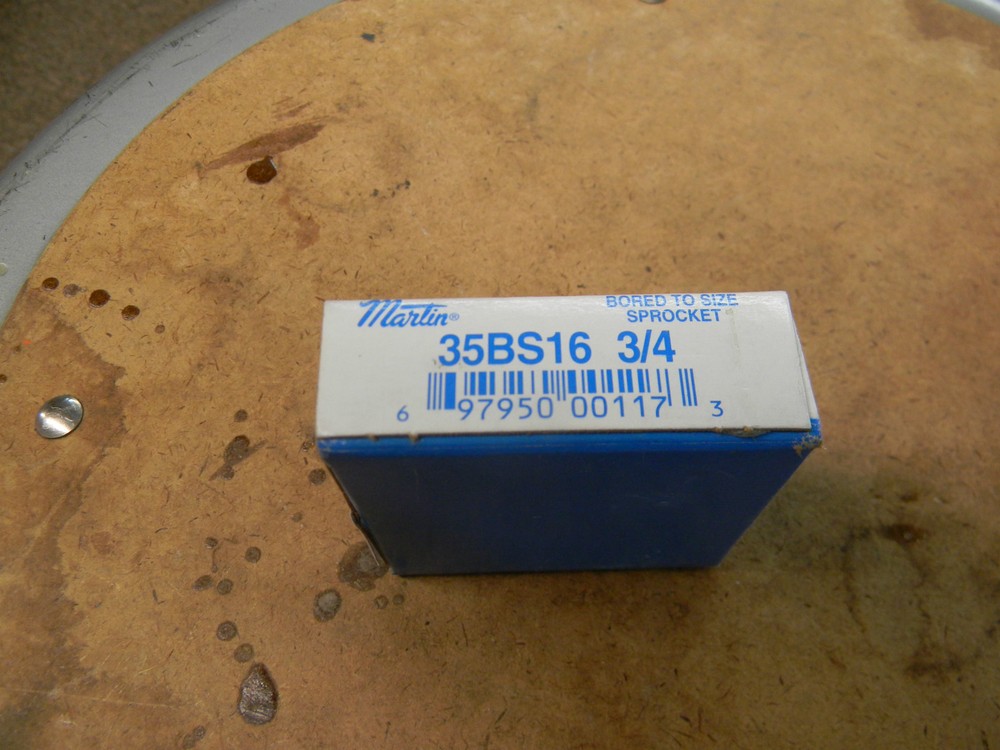 Martin®
BORED TO SIZE
SPROCKET
35BS16 3/4
6 97950 00117 3